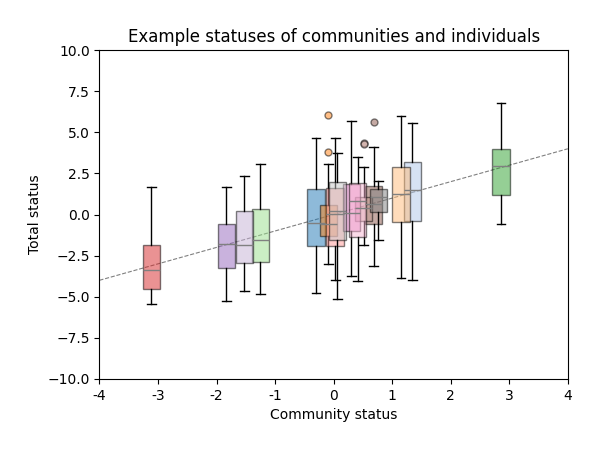 Example statuses of communities and individuals
10.0
7.5
5.0
2.5
0.0
−2.5
−5.0
−7.5
−10.0
Total status
-4 -3 -2 -1 0 1 2 3 4
Community status